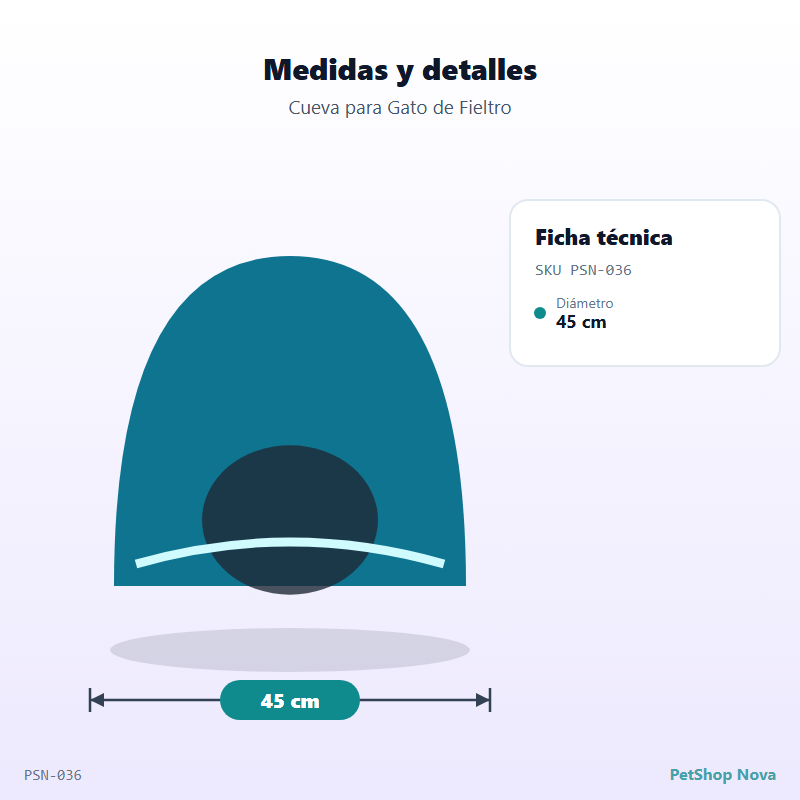 Medidas y detalles
Cueva para Gato de Fieltro
Ficha técnica
SKU PSN-036
Diámetro
45 cm
45 cm
PSN-036
PetShop Nova